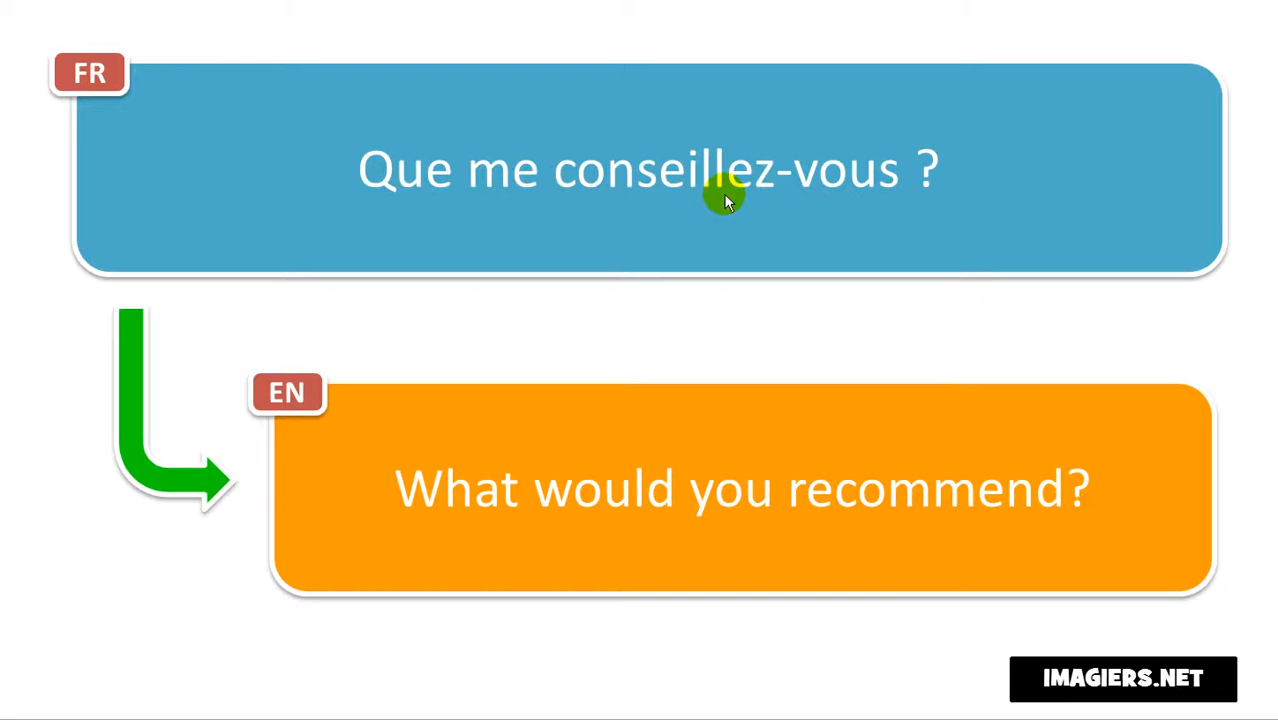 FR
Que me conseillez-vous ?
EN
What would you recommend?
IMAGIERS.NET